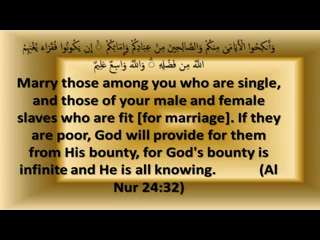 وَأَنكِحُوا الْأَيَامَىٰ مِنكُمْ وَالصَّالِحِينَ مِنْ عِبَادِكُمْ وَإِمَائِكُمْ ۚ إِن يَكُونُوا فُقَرَاءَ يُغْنِهِمُ
اللَّهُ مِن فَضْلِهِ ۗ وَاللَّهُ وَاسِعٌ عَلِيمٌ
Marry those among you who are single,
and those of your male and female
slaves who are fit [for marriage]. If they
are poor, God will provide for them
from His bounty, for God's bounty is
infinite and He is all knowing. (Al
Nur 24:32)